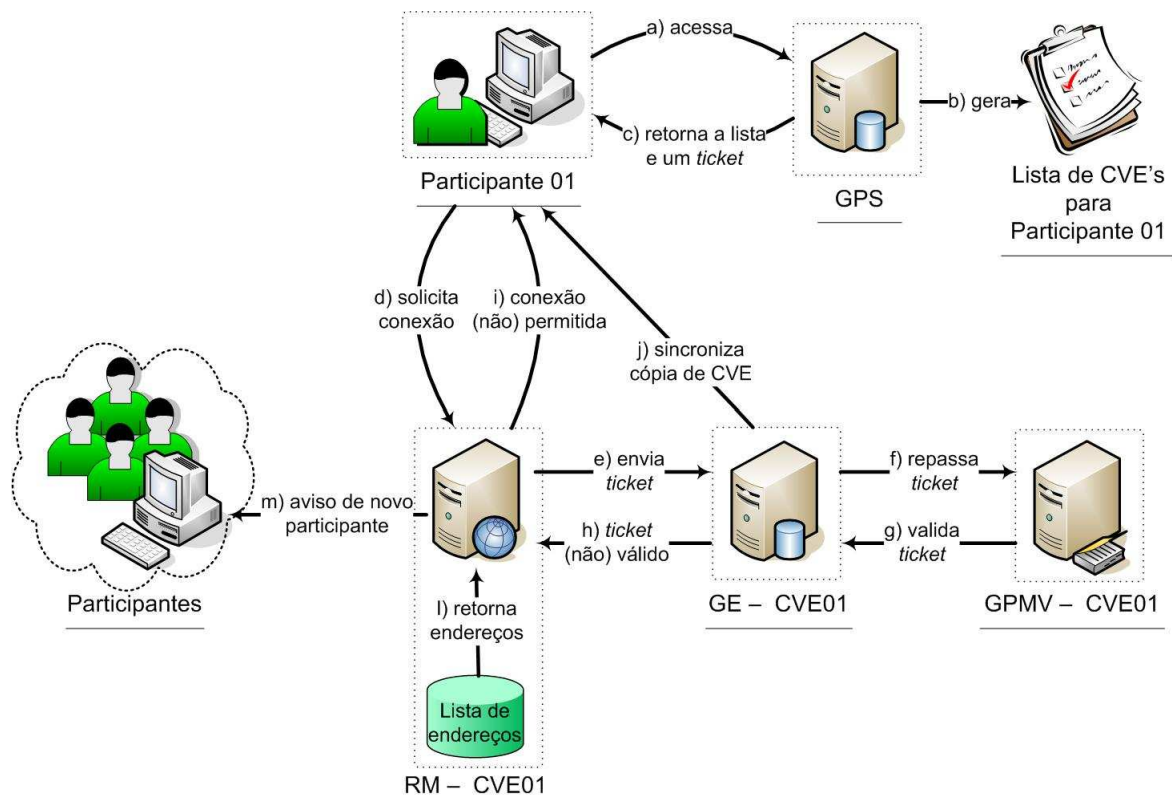 a) acessa
b) gera
c) retorna a lista
e um ticket
Participante 01
GPS
Lista de CVE's
para
Participante 01
d) solicita
conexão
i) conexão
(não) permitida
j) sincroniza
cópia de CVE
e) envia
ticket
f) repassa
ticket
m) aviso de novo
participante
h) ticket
(não) válido
g) valida
ticket
Participantes
l) retorna
endereços
GE – CVE01
GPMV – CVE01
Lista de
endereços
RM – CVE01